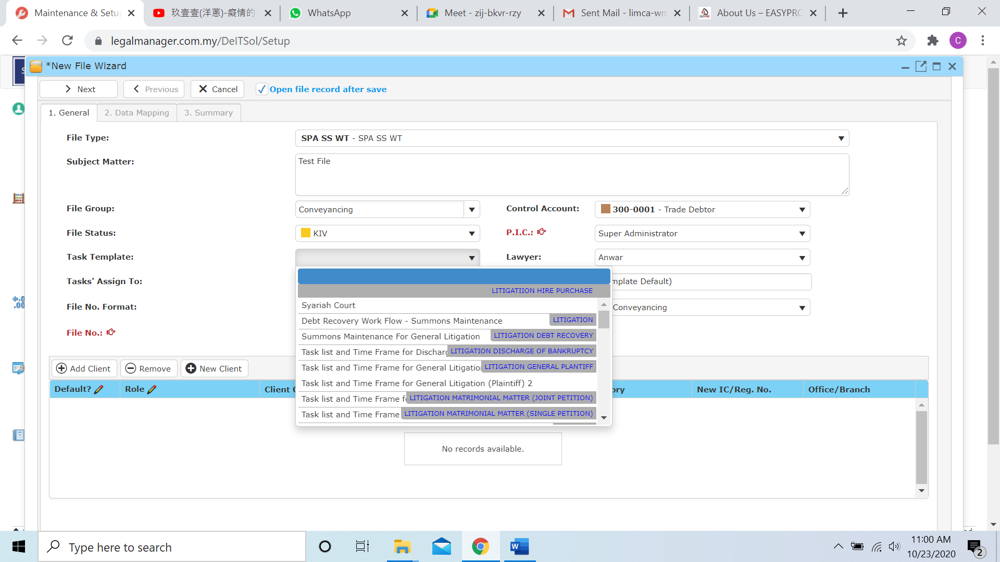 Maintenance & Setup
玖壹壹(洋蔥)-癡情的
WhatsApp
Meet - zij-bkvr-rzy
Sent Mail - limca-wm
About Us – EASYPRO
legalmanager.com.my/DeITSol/Setup
C
*New File Wizard
Next
Previous
Cancel
Open file record after save
1. General
2. Data Mapping
3. Summary
File Type:
SPA SS WT - SPA SS WT
Subject Matter:
Test File
File Group:
Conveyancing
Control Account:
300-0001 - Trade Debtor
File Status:
KIV
P.I.C.:
Super Administrator
Task Template:
Lawyer:
Anwar
Tasks' Assign To:
mplate Default)
LITIGATIION HIRE PURCHASE
Syariah Court
File No. Format:
Conveyancing
Debt Recovery Work Flow - Summons Maintenance
LITIGATION
File No.:
Summons Maintenance For General Litigation
LITIGATION DEBT RECOVERY
Task list and Time Frame for Discharg
LITIGATION DISCHARGE OF BANKRUPTCY
Task list and Time Frame for General Litigation
LITIGATION GENERAL PLANTIFF
Task list and Time Frame for General Litigation (Plaintiff) 2
Task list and Time Frame fo
LITIGATION MATRIMONIAL MATTER (JOINT PETITION)
Task list and Time Frame
LITIGATION MATRIMONIAL MATTER (SINGLE PETITION)
Add Client
Remove
New Client
Default?
Role
Client
ory
New IC/Reg. No.
Office/Branch
No records available.
Type here to search
11:00 AM
10/23/2020
2